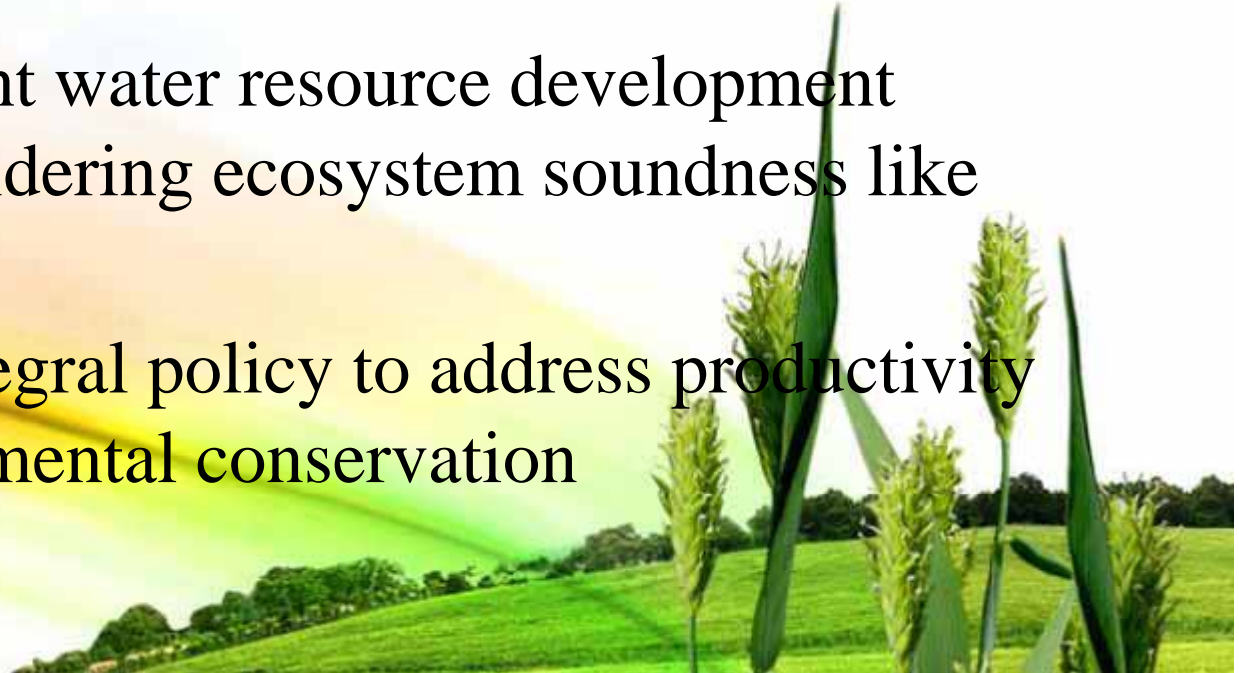 nt water resource development
dering ecosystem soundness like
egral policy to address productivity
mental conservation